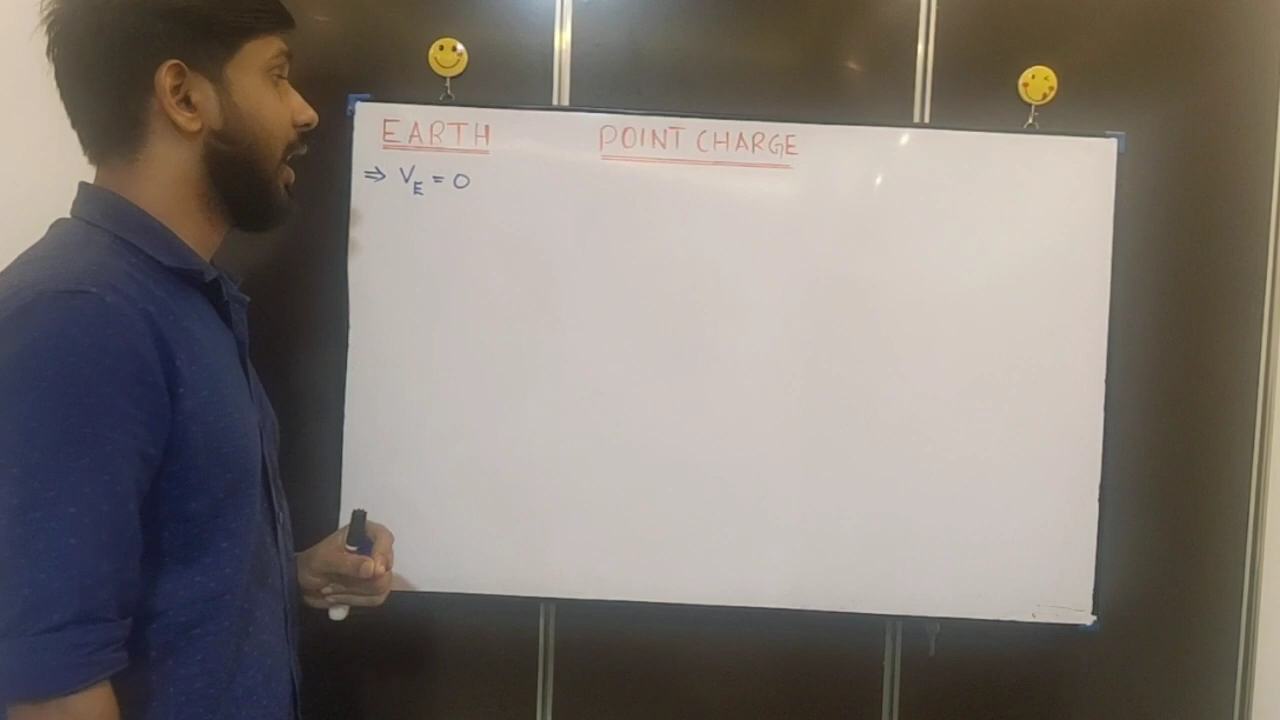 EARTH POINT CHARGE
⇒ V_E = 0